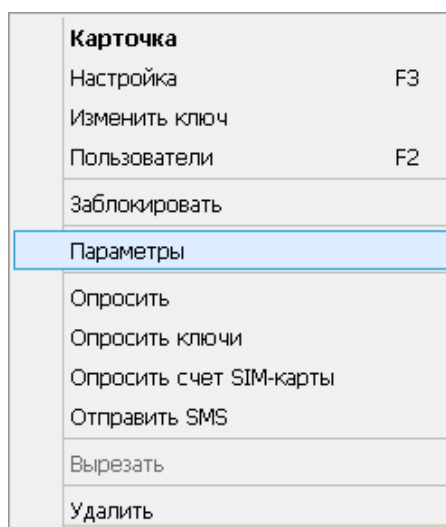 Карточка
Настройка F3
Изменить ключ
Пользователи F2
Заблокировать
Параметры
Опросить
Опросить ключи
Опросить счет SIM-карты
Отправить SMS
Вырезать
Удалить